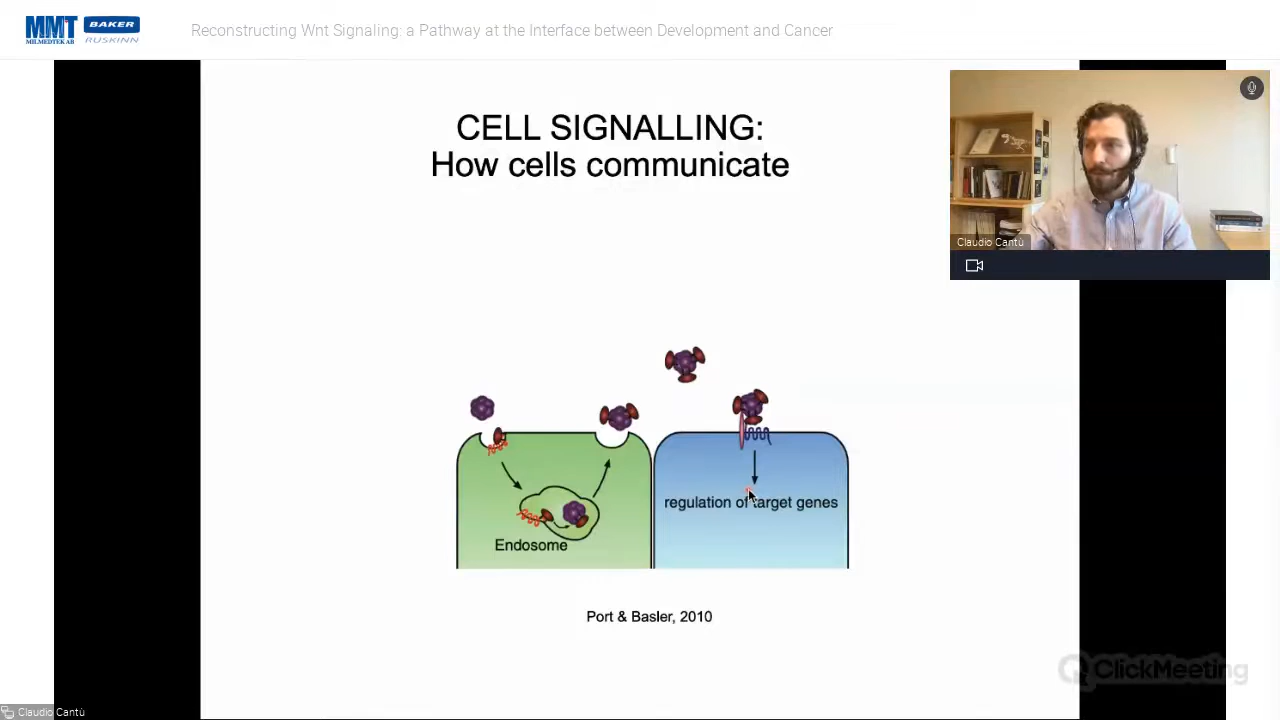 MMT
MILMEDTEK AB
BAKER
RUSKINN
Reconstructing Wnt Signaling: a Pathway at the Interface between Development and Cancer
CELL SIGNALLING:
How cells communicate
Claudio Cantù
regulation of target genes
Endosome
Port & Basler, 2010
ClickMeeting
Claudio Cantù